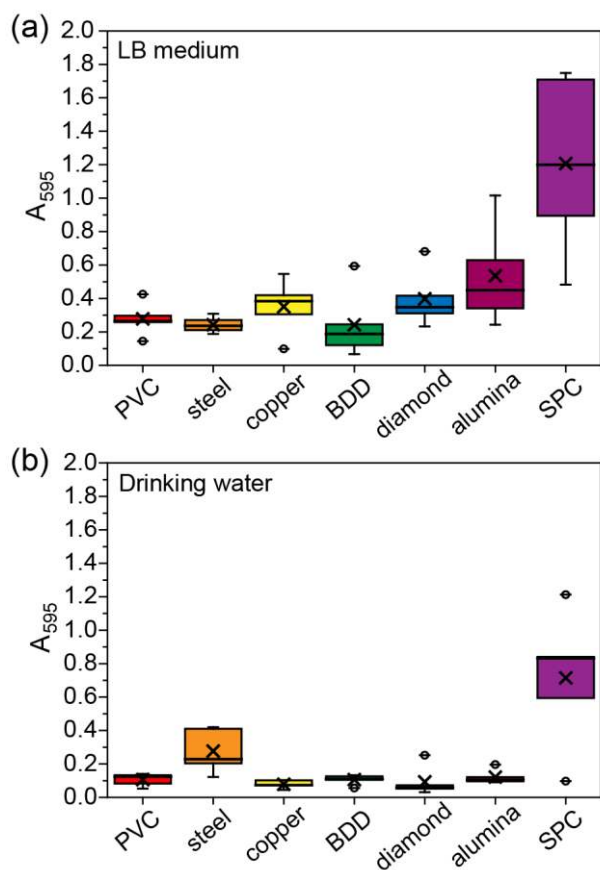 (a)
LB medium
2.0
1.8
1.6
1.4
1.2
1.0
0.8
0.6
0.4
0.2
0.0
A595
PVC
steel
copper
BDD
diamond
alumina
SPC
(b)
Drinking water
2.0
1.8
1.6
1.4
1.2
1.0
0.8
0.6
0.4
0.2
0.0
A595
PVC
steel
copper
BDD
diamond
alumina
SPC